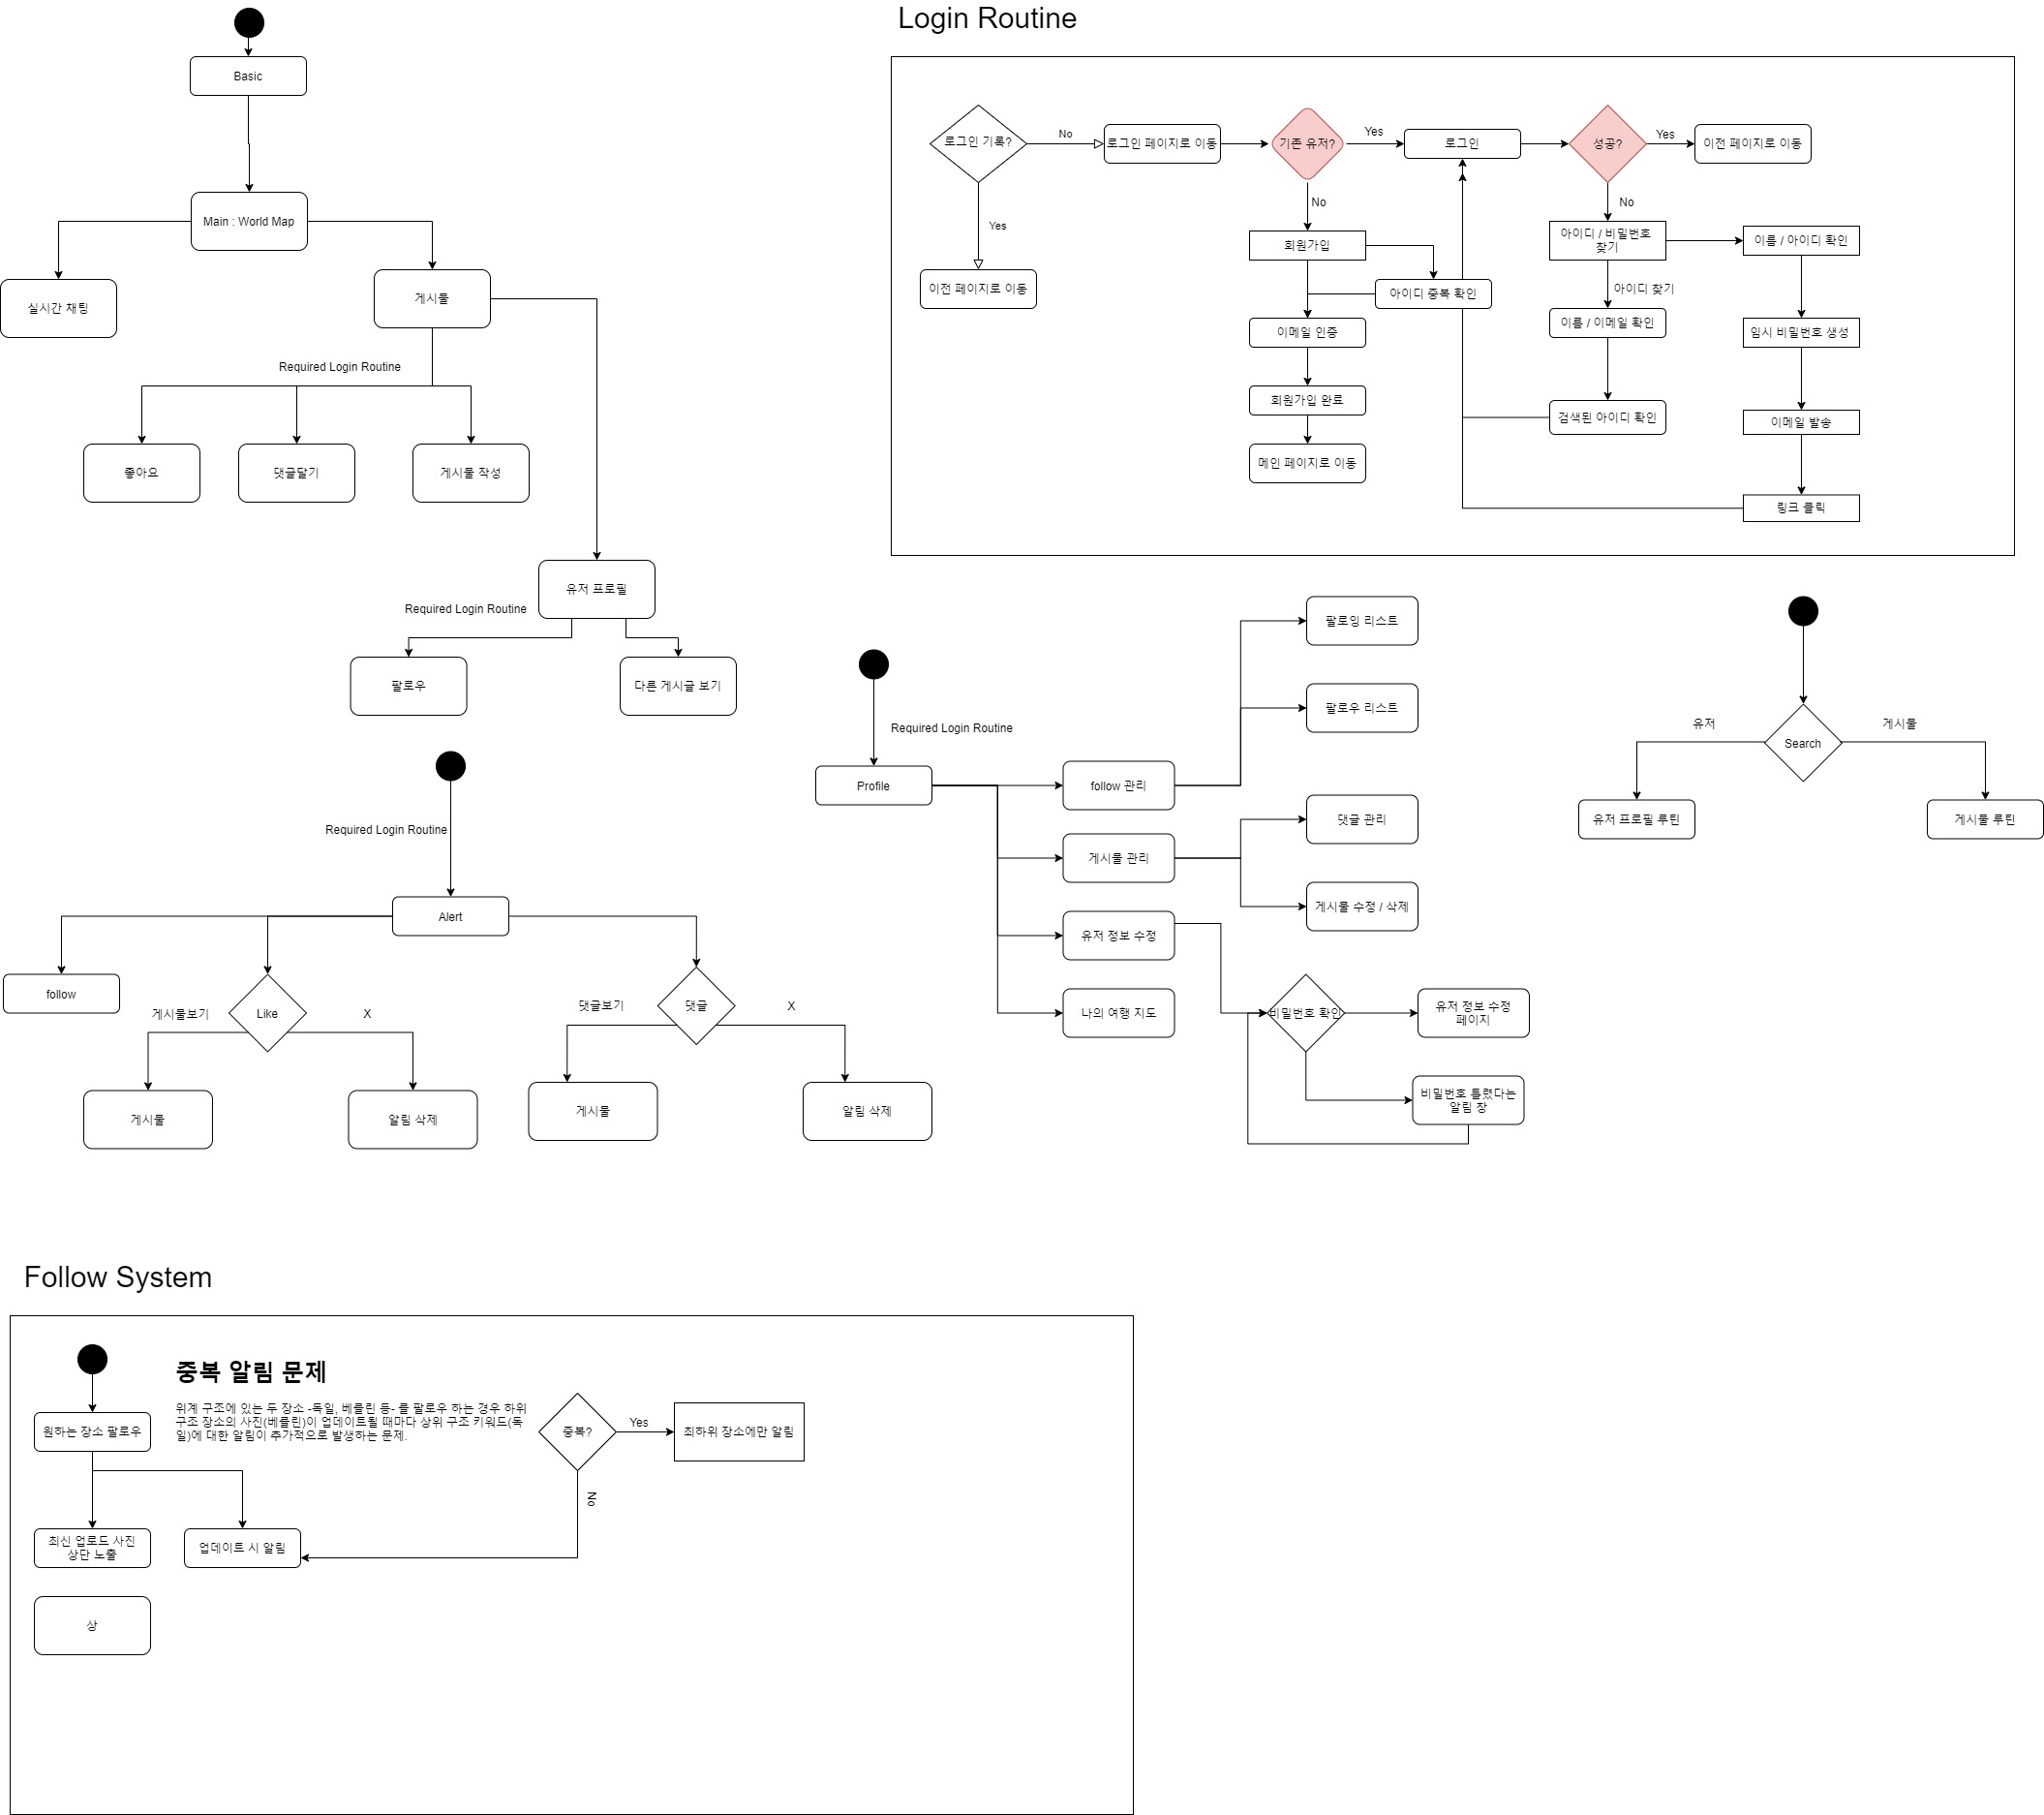 Login Routine
Basic
Main : World Map
실시간 채팅
게시물
Required Login Routine
좋아요
댓글달기
게시물 작성
유저 프로필
Required Login Routine
팔로우
다른 게시글 보기
로그인 기록?
No
로그인 페이지로 이동
기존 유저?
Yes
로그인
성공?
Yes
이전 페이지로 이동
Yes
이전 페이지로 이동
No
회원가입
아이디 중복 확인
이메일 인증
회원가입 완료
메인 페이지로 이동
No
아이디 / 비밀번호
찾기
아이디 찾기
이름 / 이메일 확인
검색된 아이디 확인
이름 / 아이디 확인
임시 비밀번호 생성
이메일 발송
링크 클릭
Required Login Routine
Alert
follow
게시물보기
Like
X
게시물
알림 삭제
댓글보기
댓글
X
게시물
알림 삭제
Required Login Routine
Profile
follow 관리
팔로잉 리스트
팔로우 리스트
게시물 관리
댓글 관리
게시물 수정 / 삭제
유저 정보 수정
나의 여행 지도
비밀번호 확인
유저 정보 수정
페이지
비밀번호 틀렸다는
알림 창
유저
Search
게시물
유저 프로필 루틴
게시물 루틴
Follow System
중복 알림 문제
위계 구조에 있는 두 장소 -독일, 베를린 등- 를 팔로우 하는 경우 하위
구조 장소의 사진(베를린)이 업데이트될 때마다 상위 구조 키워드(독
일)에 대한 알림이 추가적으로 발생하는 문제.
원하는 장소 팔로우
최신 업로드 사진
상단 노출
업데이트 시 알림
상
중복?
Yes
최하위 장소에만 알림
No